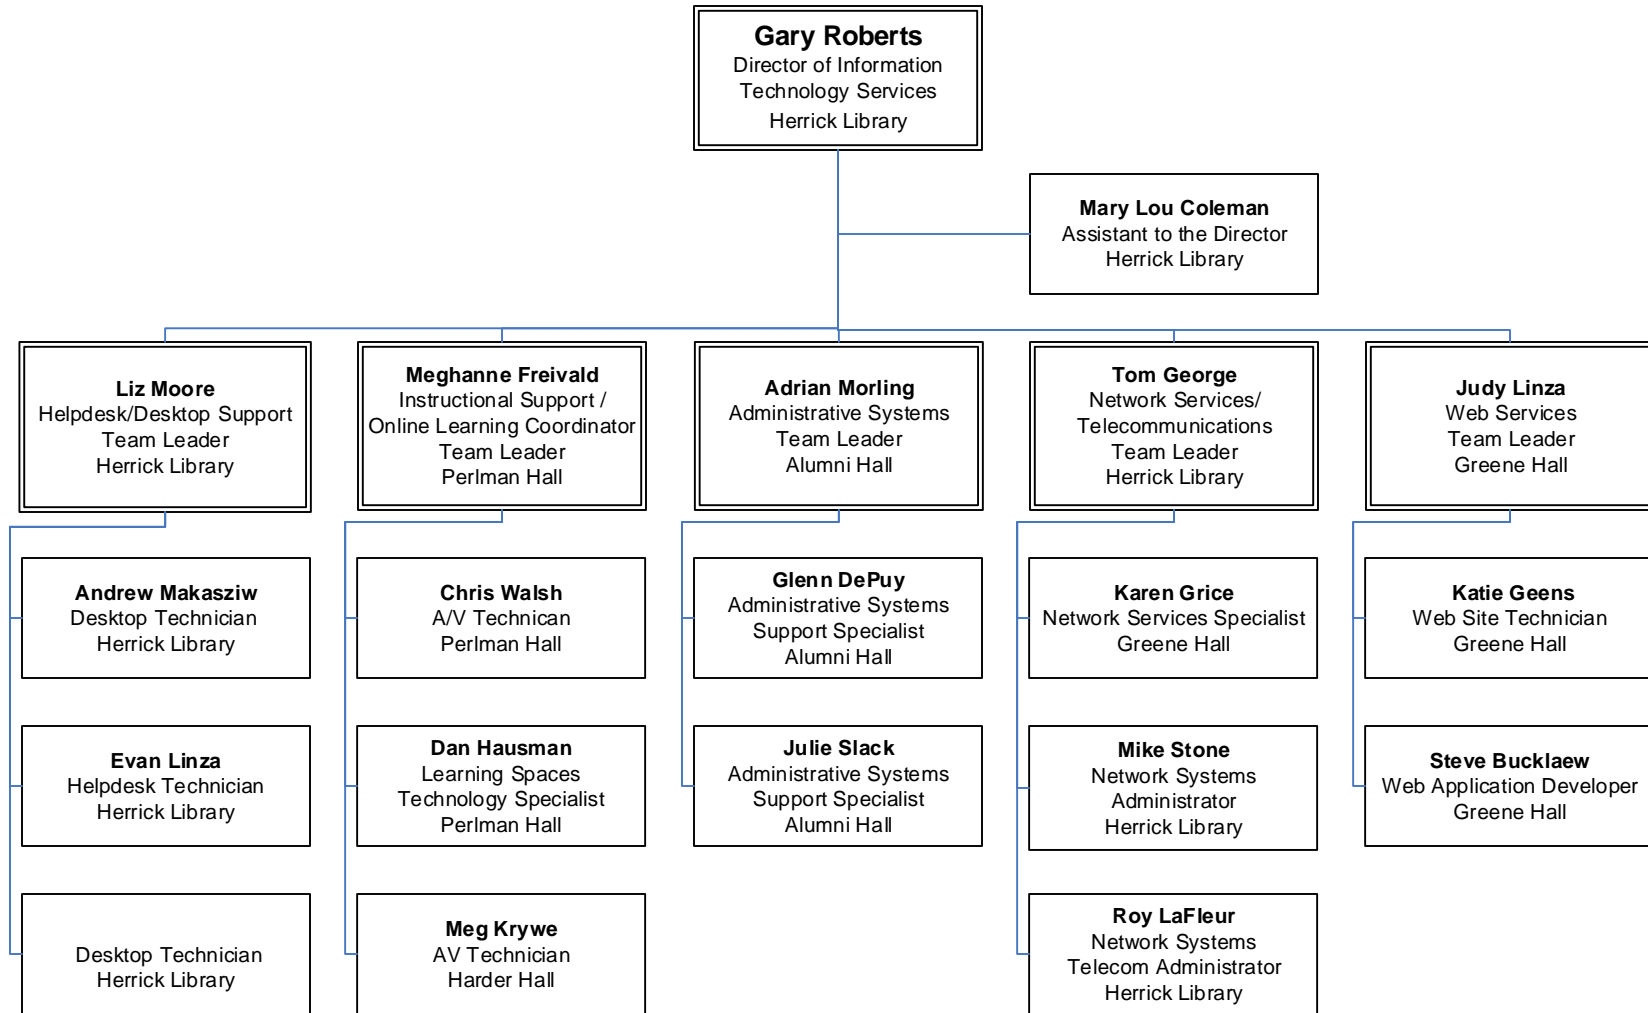 Gary Roberts
Director of Information
Technology Services
Herrick Library
Mary Lou Coleman
Assistant to the Director
Herrick Library
Liz Moore
Helpdesk/Desktop Support
Team Leader
Herrick Library
Meghanne Freivald
Instructional Support /
Online Learning Coordinator
Team Leader
Perlman Hall
Adrian Morling
Administrative Systems
Team Leader
Alumni Hall
Tom George
Network Services/
Telecommunications
Team Leader
Herrick Library
Judy Linza
Web Services
Team Leader
Greene Hall
Andrew Makasziw
Desktop Technician
Herrick Library
Chris Walsh
A/V Technican
Perlman Hall
Glenn DePuy
Administrative Systems
Support Specialist
Alumni Hall
Karen Grice
Network Services Specialist
Greene Hall
Katie Geens
Web Site Technician
Greene Hall
Evan Linza
Helpdesk Technician
Herrick Library
Dan Hausman
Learning Spaces
Technology Specialist
Perlman Hall
Julie Slack
Administrative Systems
Support Specialist
Alumni Hall
Mike Stone
Network Systems
Administrator
Herrick Library
Steve Bucklaew
Web Application Developer
Greene Hall
Desktop Technician
Herrick Library
Meg Krywe
AV Technician
Harder Hall
Roy LaFleur
Network Systems
Telecom Administrator
Herrick Library